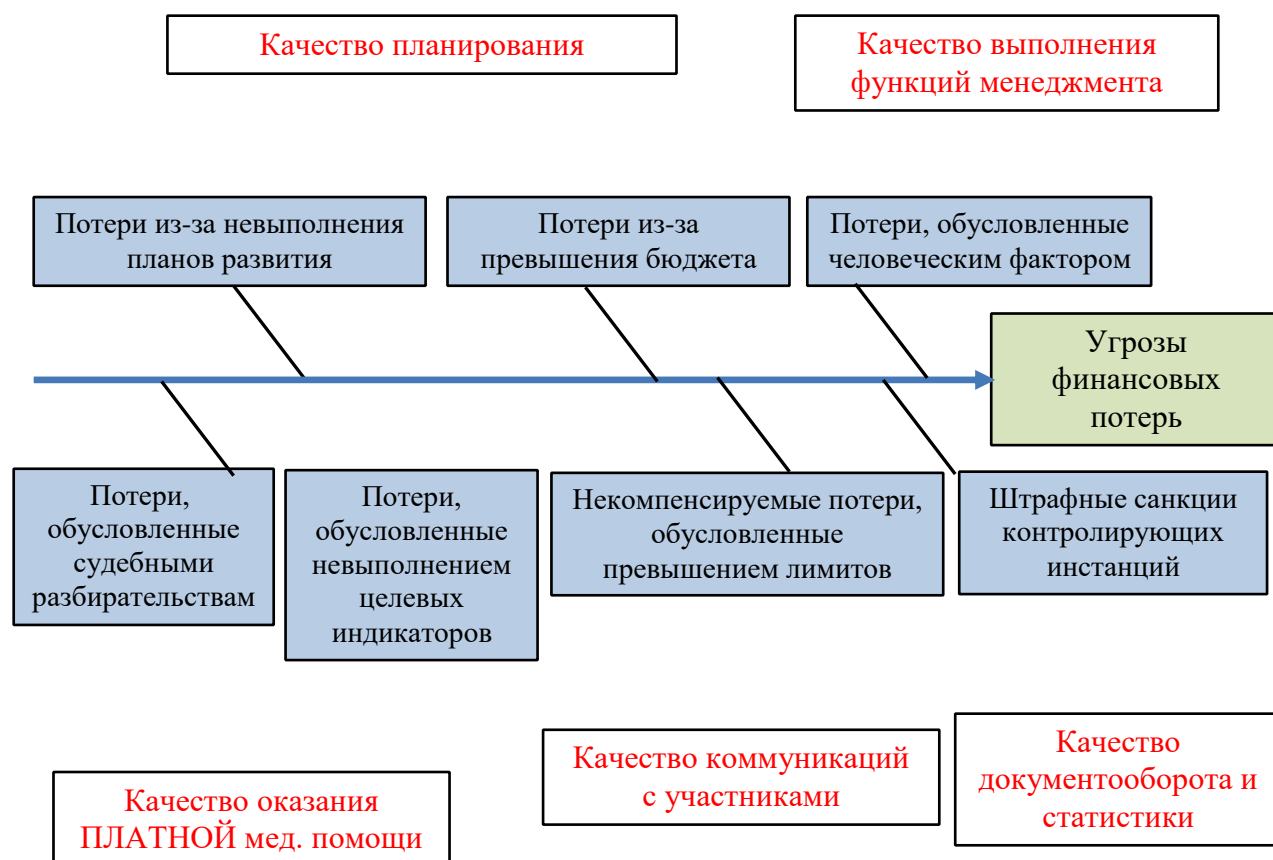 Качество планирования
Качество выполнения
функций менеджмента
Потери из-за невыполнения
планов развития
Потери из-за
превышения бюджета
Потери, обусловленные
человеческим фактором
Угрозы
финансовых
потерь
Потери,
обусловленные
судебными
разбирательствам
Потери,
обусловленные
невыполнением
целевых
индикаторов
Некомпенсируемые потери,
обусловленные
превышением лимитов
Штрафные санкции
контролирующих
инстанций
Качество оказания
ПЛАТНОЙ мед. помощи
Качество коммуникаций
с участниками
Качество
документооборота и
статистики